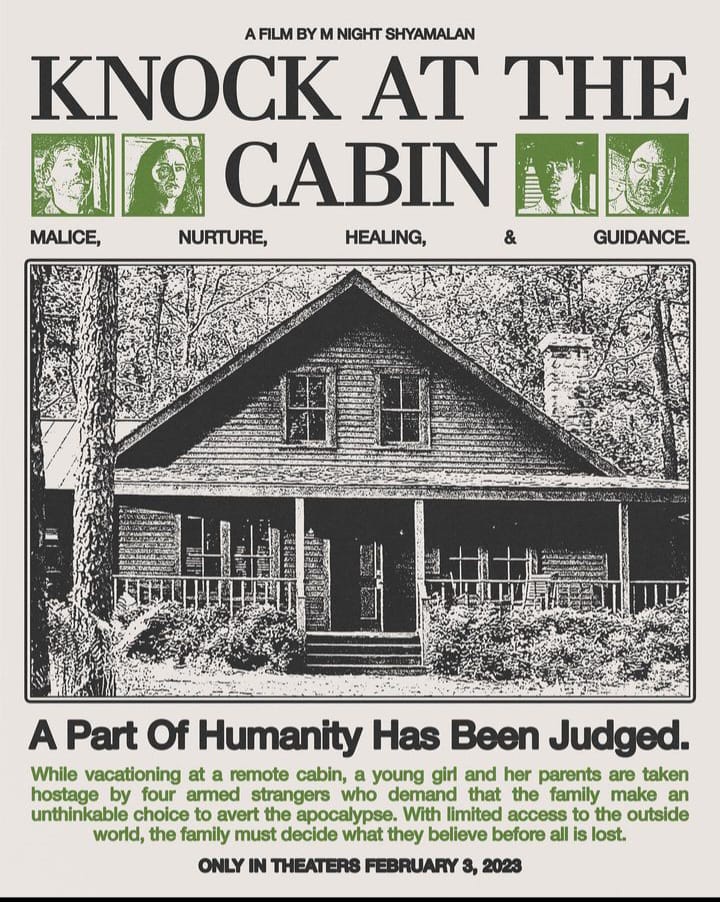 A FILM BY M NIGHT SHYAMALAN
KNOCK AT THE
CABIN
MALICE, NURTURE, HEALING, & GUIDANCE.
A Part Of Humanity Has Been Judged.
While vacationing at a remote cabin, a young girl and her parents are taken
hostage by four armed strangers who demand that the family make an
unthinkable choice to avert the apocalypse. With limited access to the outside
world, the family must decide what they believe before all is lost.
ONLY IN THEATERS FEBRUARY 3, 2023